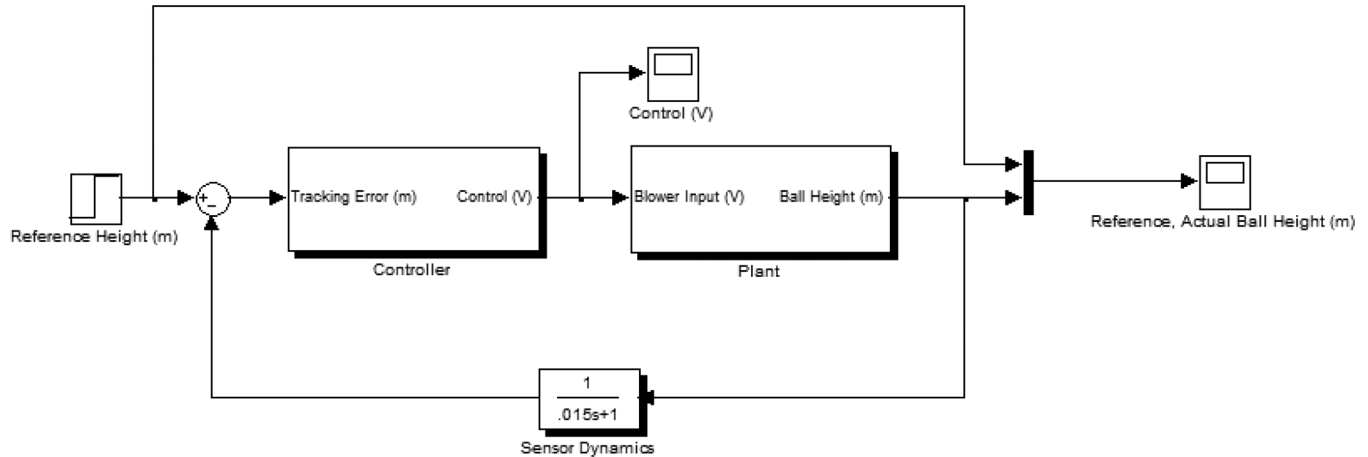 Control (V)
Tracking Error (m)
Control (V)
Blower Input (V)
Ball Height (m)
Reference Height (m)
+
−
Controller
Plant
Reference, Actual Ball Height (m)
1
.015s+1
Sensor Dynamics